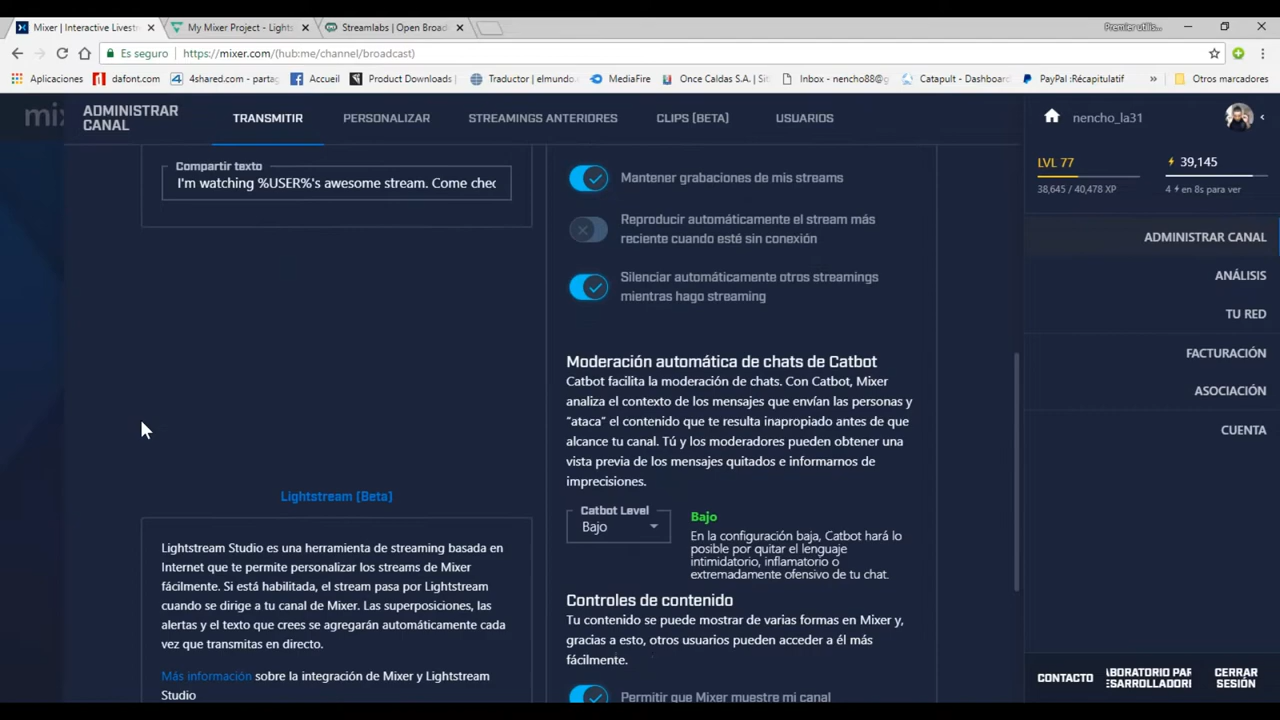 Mixer | Interactive Livestre
My Mixer Project - Lights
Streamlabs | Open Broad
Premier utilis...
Es seguro
https://mixer.com/(hub:me/channel/broadcast)
Aplicaciones
dafont.com
4shared.com - partag
Accueil
Product Downloads |
Traductor | elmundo.
MediaFire
Once Caldas S.A. | Sit
Inbox - nencho88@g
Catapult - Dashboard
PayPal :Récapitulatif
»
Otros marcadores
mix
ADMINISTRAR
CANAL
TRANSMITIR
PERSONALIZAR
STREAMINGS ANTERIORES
CLIPS [BETA]
USUARIOS
nencho_la31
LVL 77
38,645 / 40,478 XP
39,145
4 en 8s para ver
ADMINISTRAR CANAL
ANÁLISIS
TU RED
FACTURACIÓN
ASOCIACIÓN
CUENTA
CONTACTO
ABORATORIO PAR
ESARROLLADORI
CERRAR
SESIÓN
Compartir texto
I'm watching %USER%'s awesome stream. Come chec
Lightstream [Beta]
Lightstream Studio es una herramienta de streaming basada en
Internet que te permite personalizar los streams de Mixer
fácilmente. Si está habilitada, el stream pasa por Lightstream
cuando se dirige a tu canal de Mixer. Las superposiciones, las
alertas y el texto que crees se agregarán automáticamente cada
vez que transmitas en directo.
Más información sobre la integración de Mixer y Lightstream
Studio
Mantener grabaciones de mis streams
Reproducir automáticamente el stream más
reciente cuando esté sin conexión
Silenciar automáticamente otros streamings
mientras hago streaming
Moderación automática de chats de Catbot
Catbot facilita la moderación de chats. Con Catbot, Mixer
analiza el contexto de los mensajes que envían las personas y
"ataca" el contenido que te resulta inapropiado antes de que
alcance tu canal. Tú y los moderadores pueden obtener una
vista previa de los mensajes quitados e informarnos de
imprecisiones.
Catbot Level
Bajo
Bajo
En la configuración baja, Catbot hará lo
posible por quitar el lenguaje
intimidatorio, inflamatorio o
extremadamente ofensivo de tu chat.
Controles de contenido
Tu contenido se puede mostrar de varias formas en Mixer y,
gracias a esto, otros usuarios pueden acceder a él más
fácilmente.
Permitir que Mixer muestre mi canal